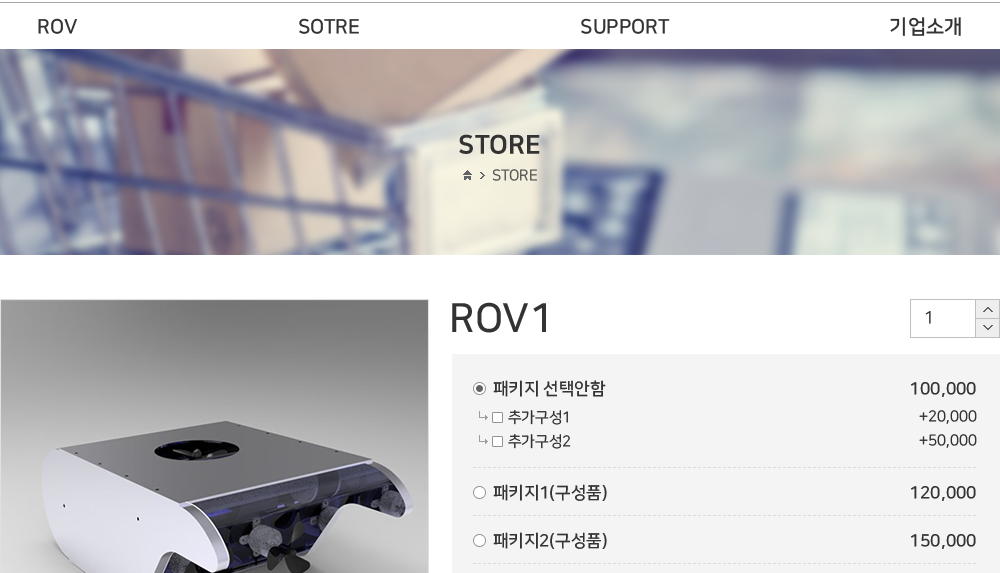 ROV SOTRE SUPPORT 기업소개
STORE
> STORE
ROV1 1
패키지 선택안함 100,000
추가구성1 +20,000
추가구성2 +50,000
패키지1(구성품) 120,000
패키지2(구성품) 150,000